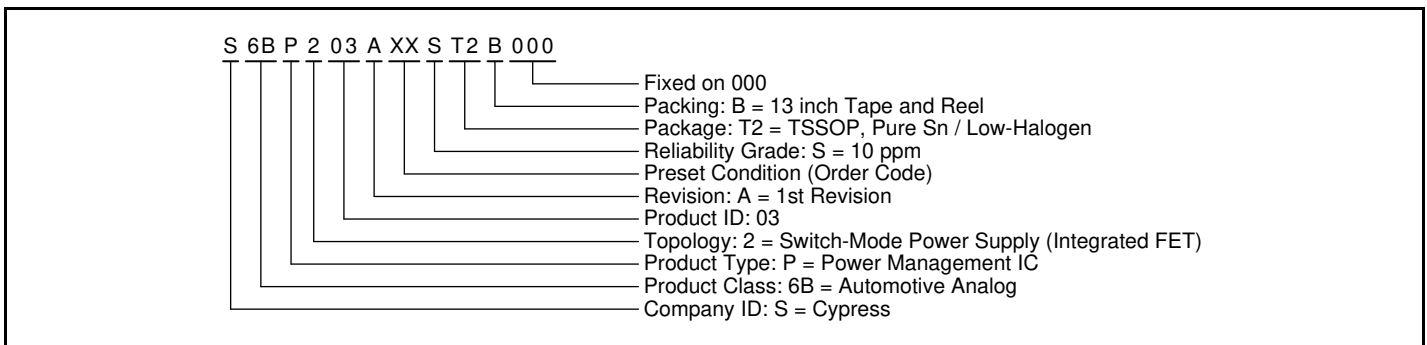 S 6B P 2 03 A XX S T2 B 000
Fixed on 000
Packing: B = 13 inch Tape and Reel
Package: T2 = TSSOP, Pure Sn / Low-Halogen
Reliability Grade: S = 10 ppm
Preset Condition (Order Code)
Revision: A = 1st Revision
Product ID: 03
Topology: 2 = Switch-Mode Power Supply (Integrated FET)
Product Type: P = Power Management IC
Product Class: 6B = Automotive Analog
Company ID: S = Cypress